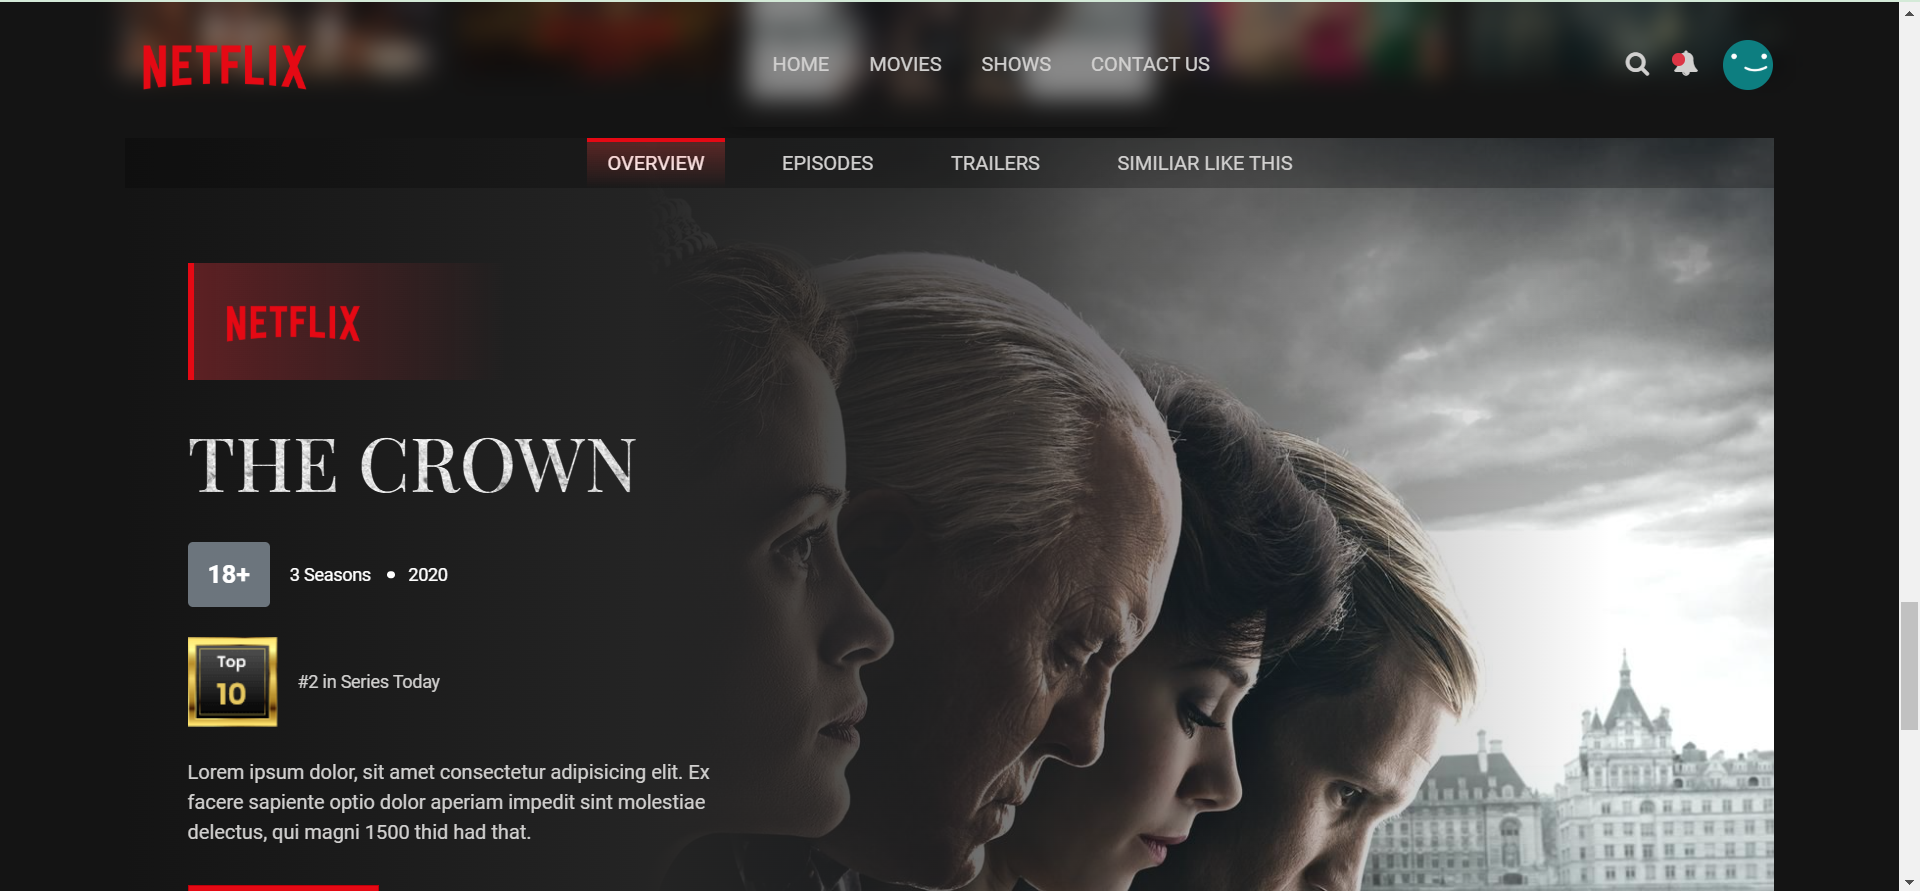 NETFLIX
HOME
MOVIES
SHOWS
CONTACT US
OVERVIEW
EPISODES
TRAILERS
SIMILIAR LIKE THIS
NETFLIX
THE CROWN
18+
3 Seasons • 2020
Top
10
#2 in Series Today
Lorem ipsum dolor, sit amet consectetur adipisicing elit. Ex
facere sapiente optio dolor aperiam impedit sint molestiae
delectus, qui magni 1500 thid had that.